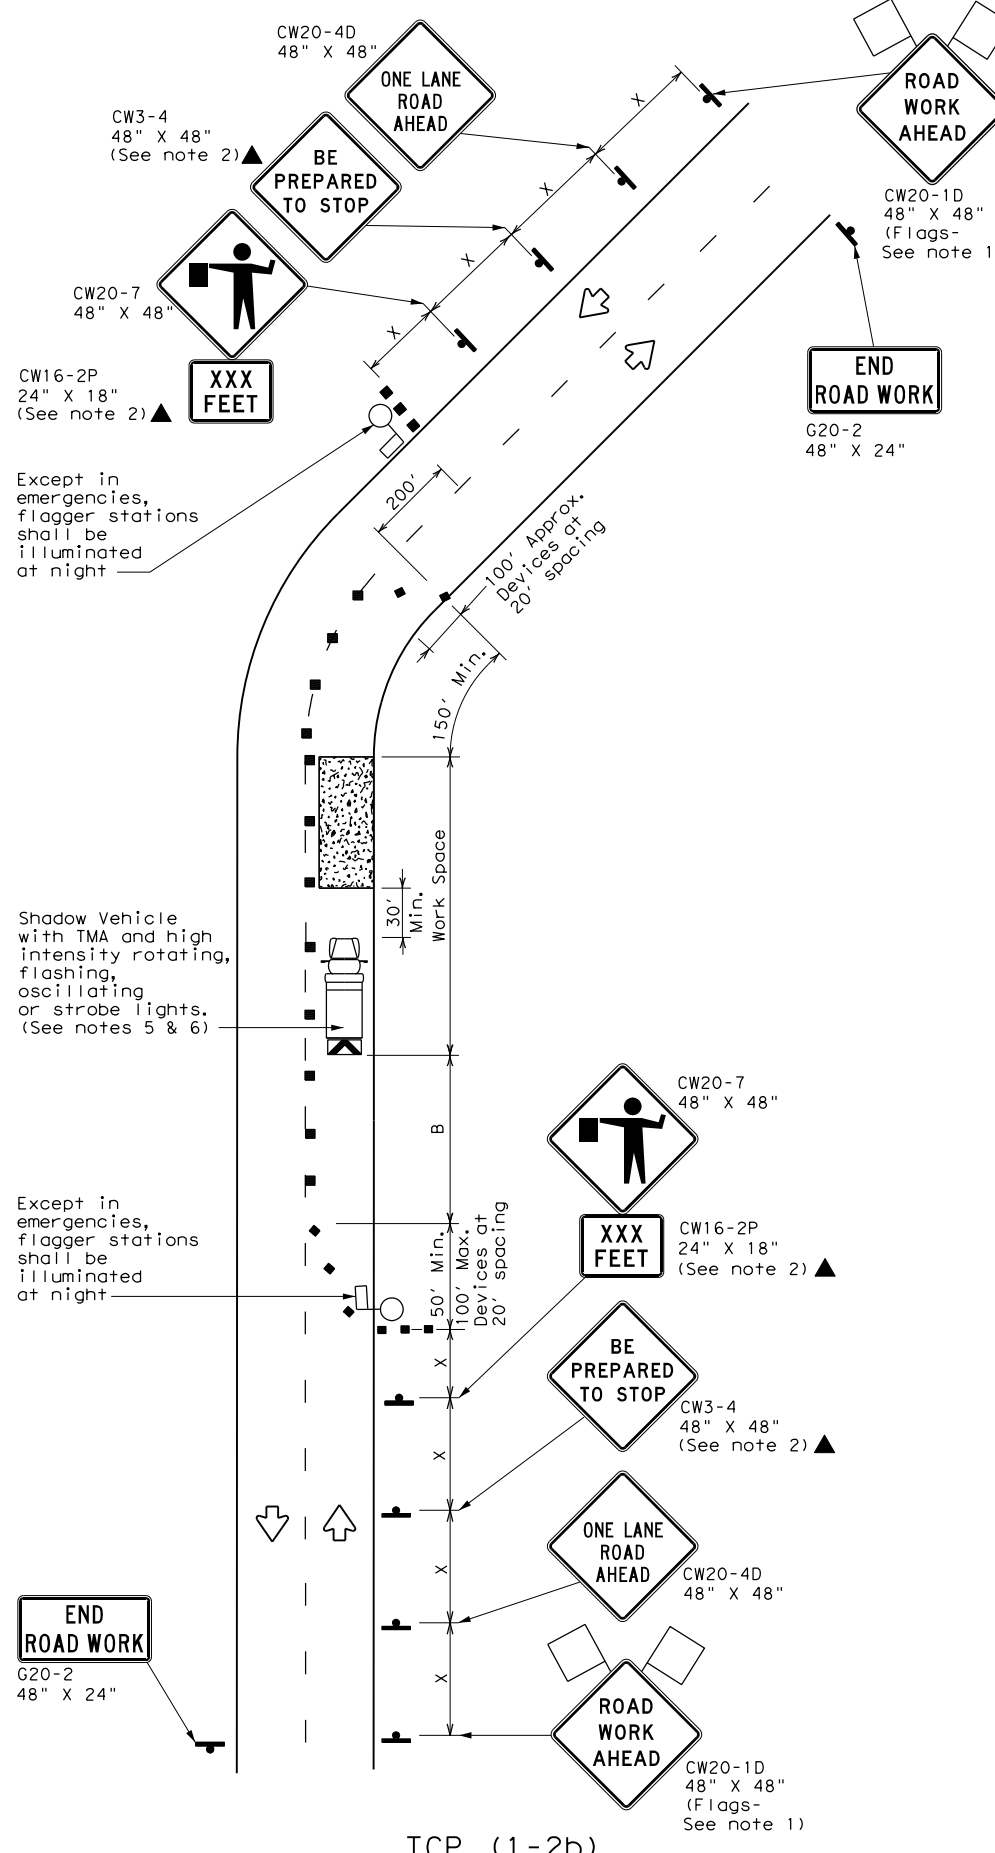 CW20-4D
48" X 48"
ONE LANE
ROAD
AHEAD
ROAD
WORK
AHEAD
CW20-1D
48" X 48"
(Flags-
See note 1
CW3-4
48" X 48"
(See note 2)
BE
PREPARED
TO STOP
X
X
X
X
CW20-7
48" X 48"
CW16-2P
24" X 18"
(See note 2)
XXX
FEET
END
ROAD WORK
G20-2
48" X 24"
Except in
emergencies,
flagger stations
shall be
illuminated
at night
200'
100' Approx.
Devices at
20' spacing
150' Min.
Work Space
30'
Min.
Shadow Vehicle
with TMA and high
intensity rotating,
flashing,
oscillating
or strobe lights.
(See notes 5 & 6)
B
CW20-7
48" X 48"
XXX
FEET
CW16-2P
24" X 18"
(See note 2)
Except in
emergencies,
flagger stations
shall be
illuminated
at night
50' Min.
100' Max.
Devices at
20' spacing
X
X
X
X
BE
PREPARED
TO STOP
CW3-4
48" X 48"
(See note 2)
ONE LANE
ROAD
AHEAD
CW20-4D
48" X 48"
END
ROAD WORK
G20-2
48" X 24"
ROAD
WORK
AHEAD
CW20-1D
48" X 48"
(Flags-
See note 1)
TCP (1-2b)